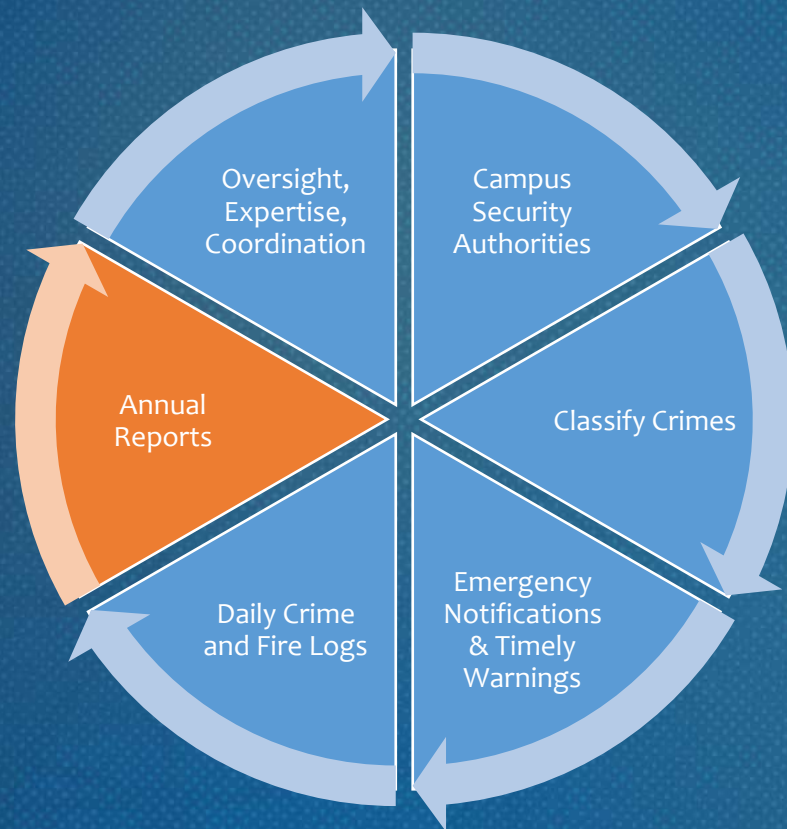 Oversight,
Expertise,
Coordination
Campus
Security
Authorities
Classify Crimes
Emergency
Notifications
& Timely
Warnings
Daily Crime
and Fire Logs
Annual
Reports